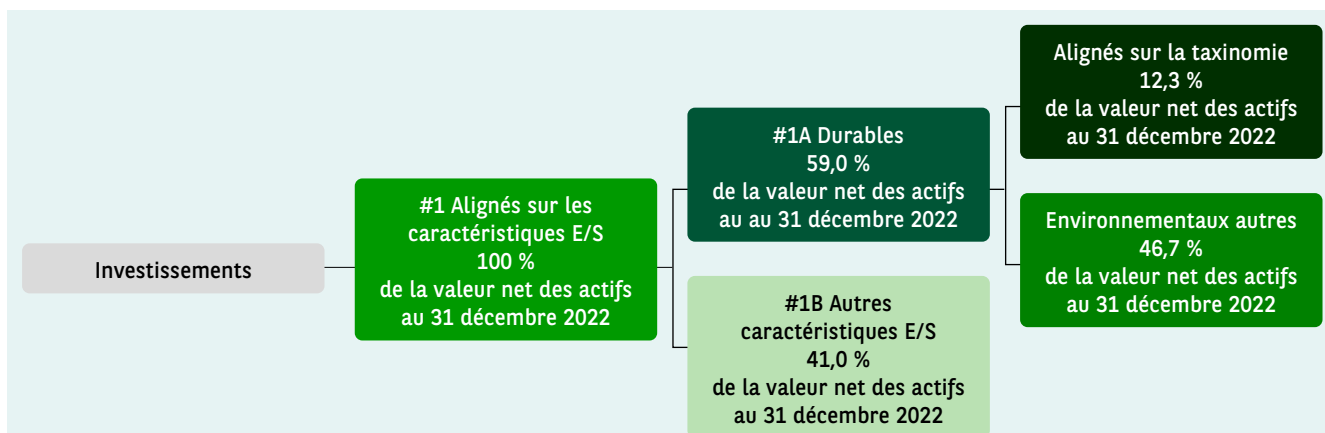 Investissements
#1 Alignés sur les
caractéristiques E/S
100 %
de la valeur net des actifs
au 31 décembre 2022
#1A Durables
59,0 %
de la valeur net des actifs
au au 31 décembre 2022
#1B Autres
caractéristiques E/S
41,0 %
de la valeur net des actifs
au 31 décembre 2022
Alignés sur la taxinomie
12,3 %
de la valeur net des actifs
au 31 décembre 2022
Environnementaux autres
46,7 %
de la valeur net des actifs
au 31 décembre 2022